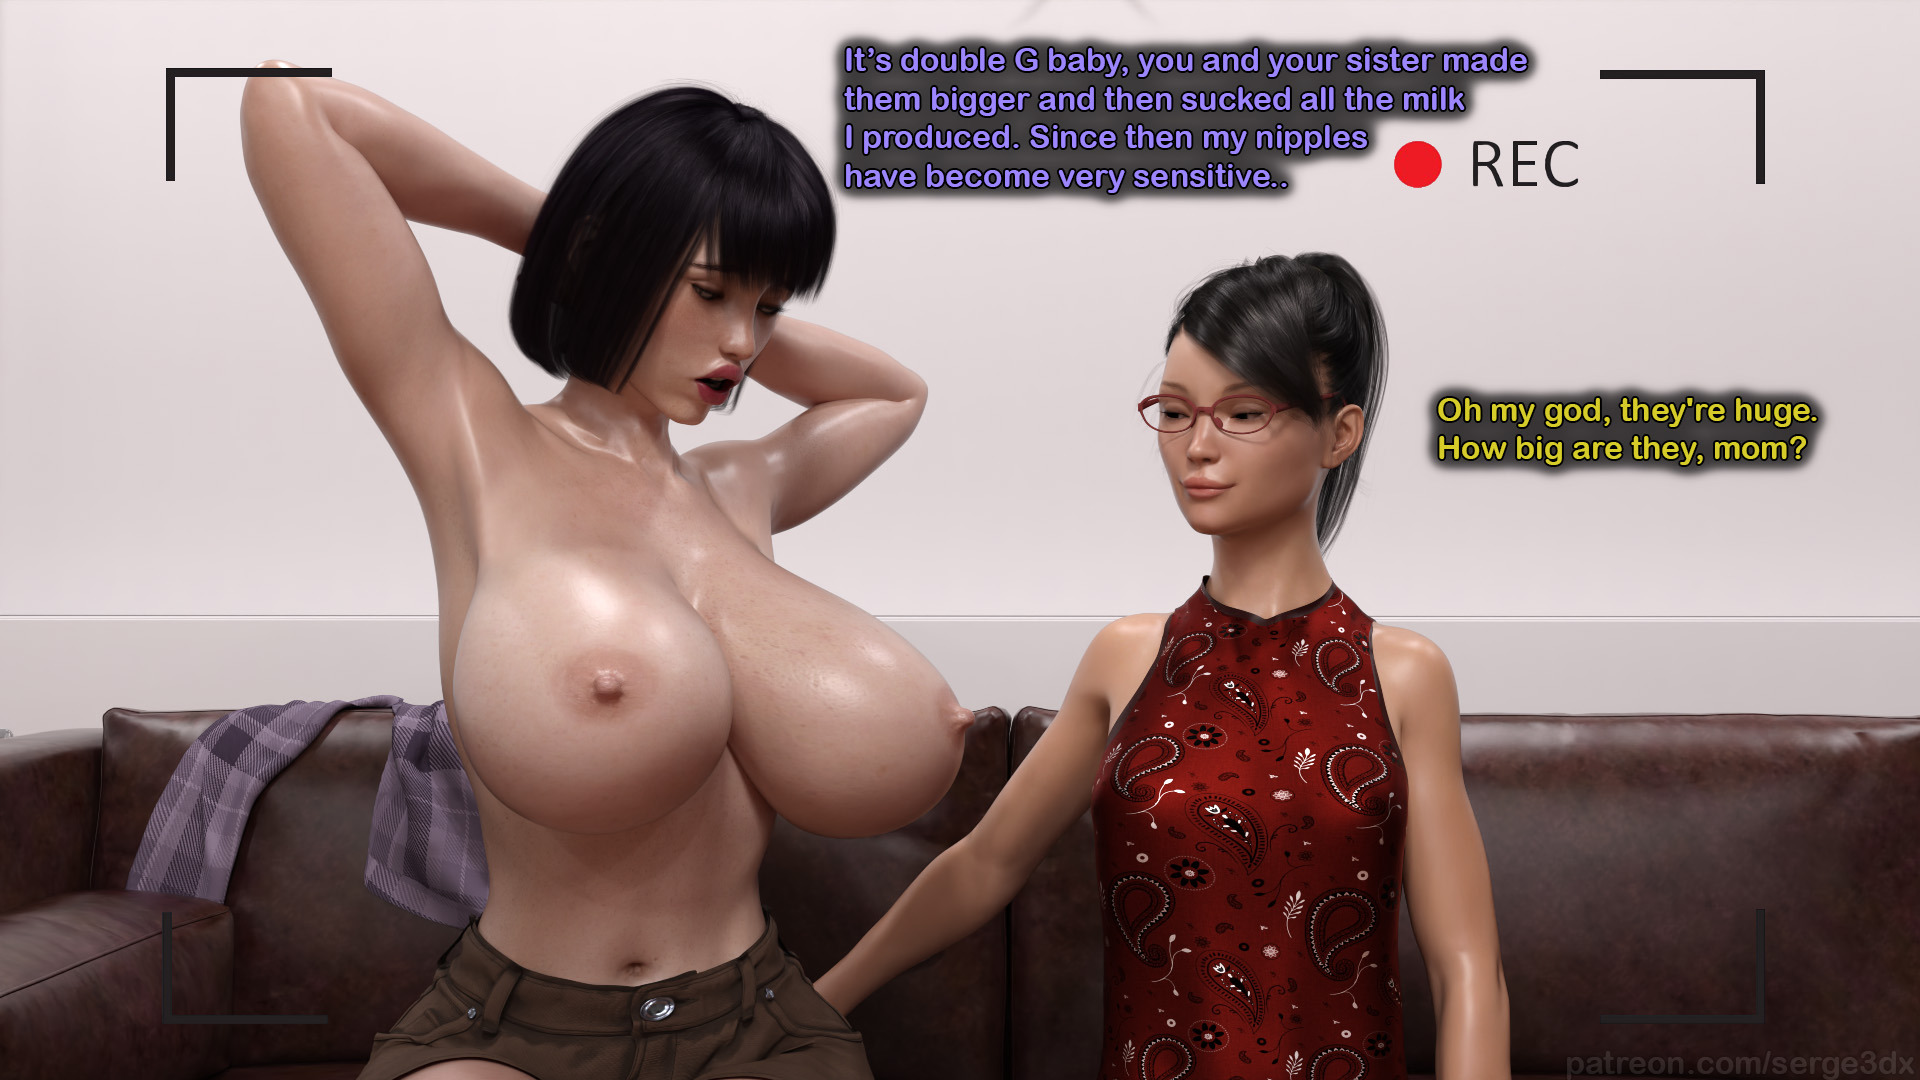 It's double G baby, you and your sister made
them bigger and then sucked all the milk
I produced. Since then my nipples
have become very sensitive..
REC
Oh my god, they're huge.
How big are they, mom?
patreon.com/serge3dx